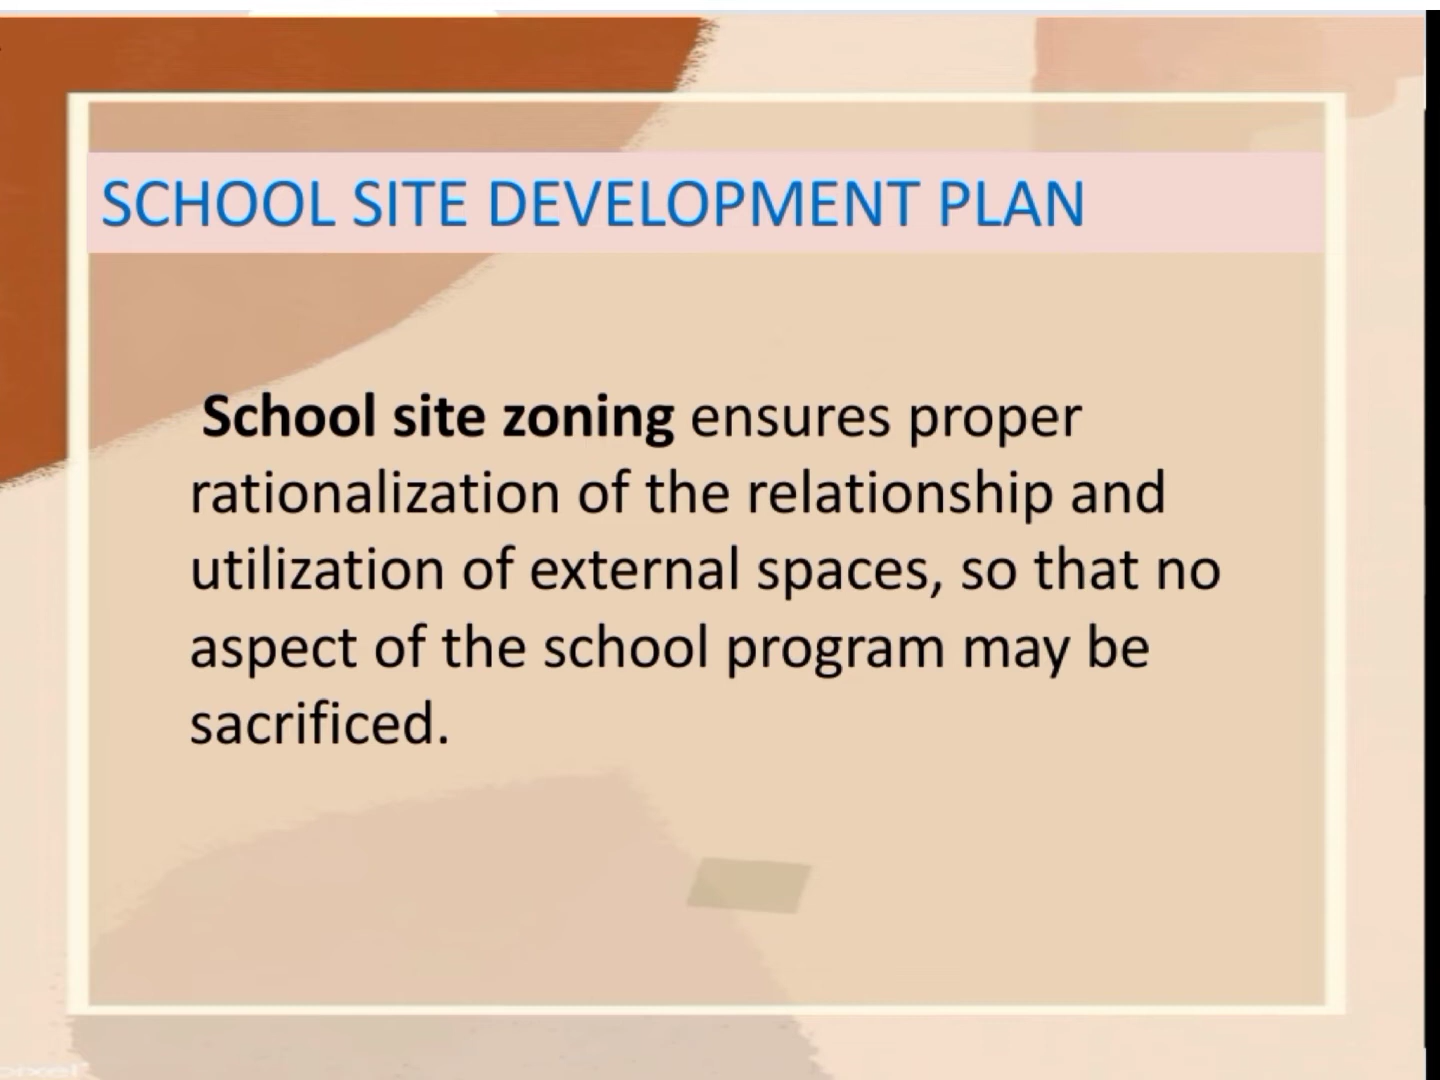 SCHOOL SITE DEVELOPMENT PLAN
School site zoning ensures proper
rationalization of the relationship and
utilization of external spaces, so that no
aspect of the school program may be
sacrificed.